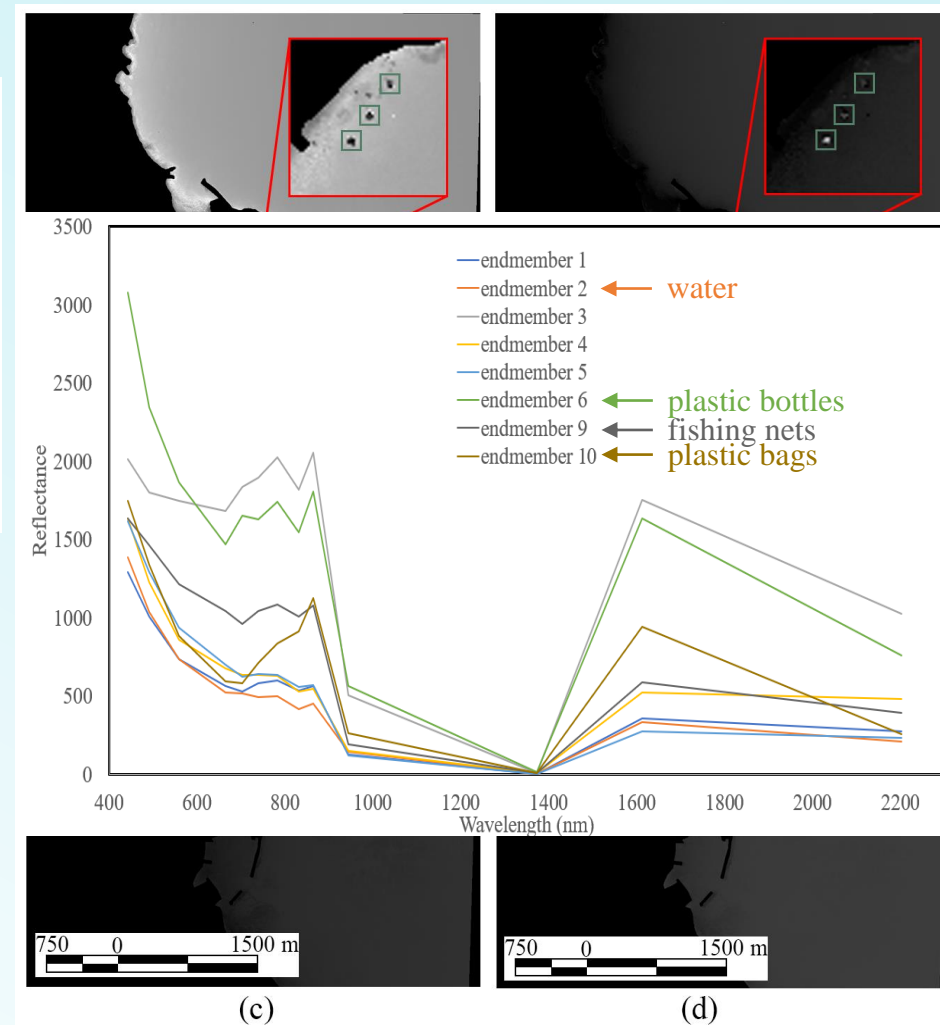 3500
3000
2500
2000
1500
1000
500
0
Reflectance
endmember 1
endmember 2 water
endmember 3
endmember 4
endmember 5
endmember 6 plastic bottles
endmember 9 fishing nets
endmember 10 plastic bags
400 600 800 1000 1200 1400 1600 1800 2000 2200
Wavelength (nm)
750 0 1500 m
750 0 1500 m
(c) (d)